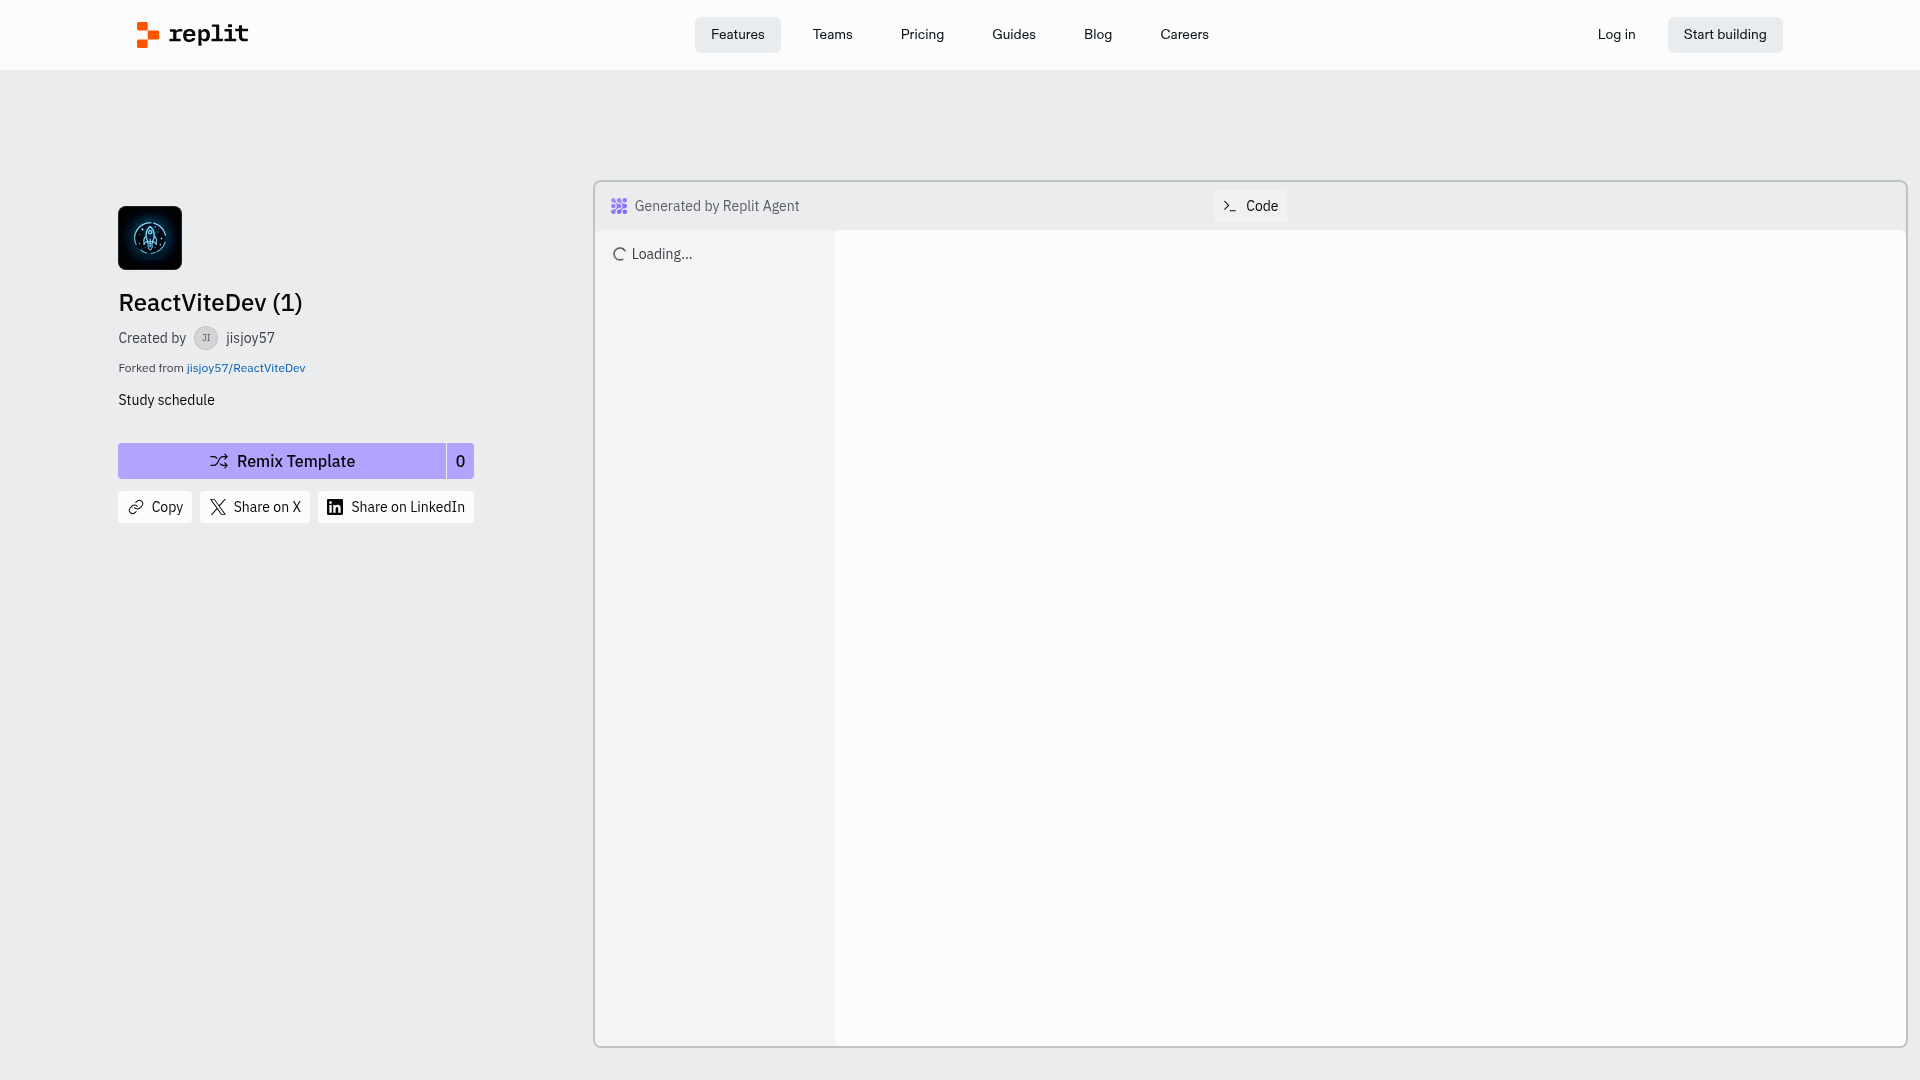 replit
Features
Teams
Pricing
Guides
Blog
Careers
Log in
Start building
ReactViteDev (1)
Created by JI jisjoy57
Forked from jisjoy57/ReactViteDev
Study schedule
Remix Template 0
Copy
Share on X
Share on LinkedIn
Generated by Replit Agent
Code
Loading...